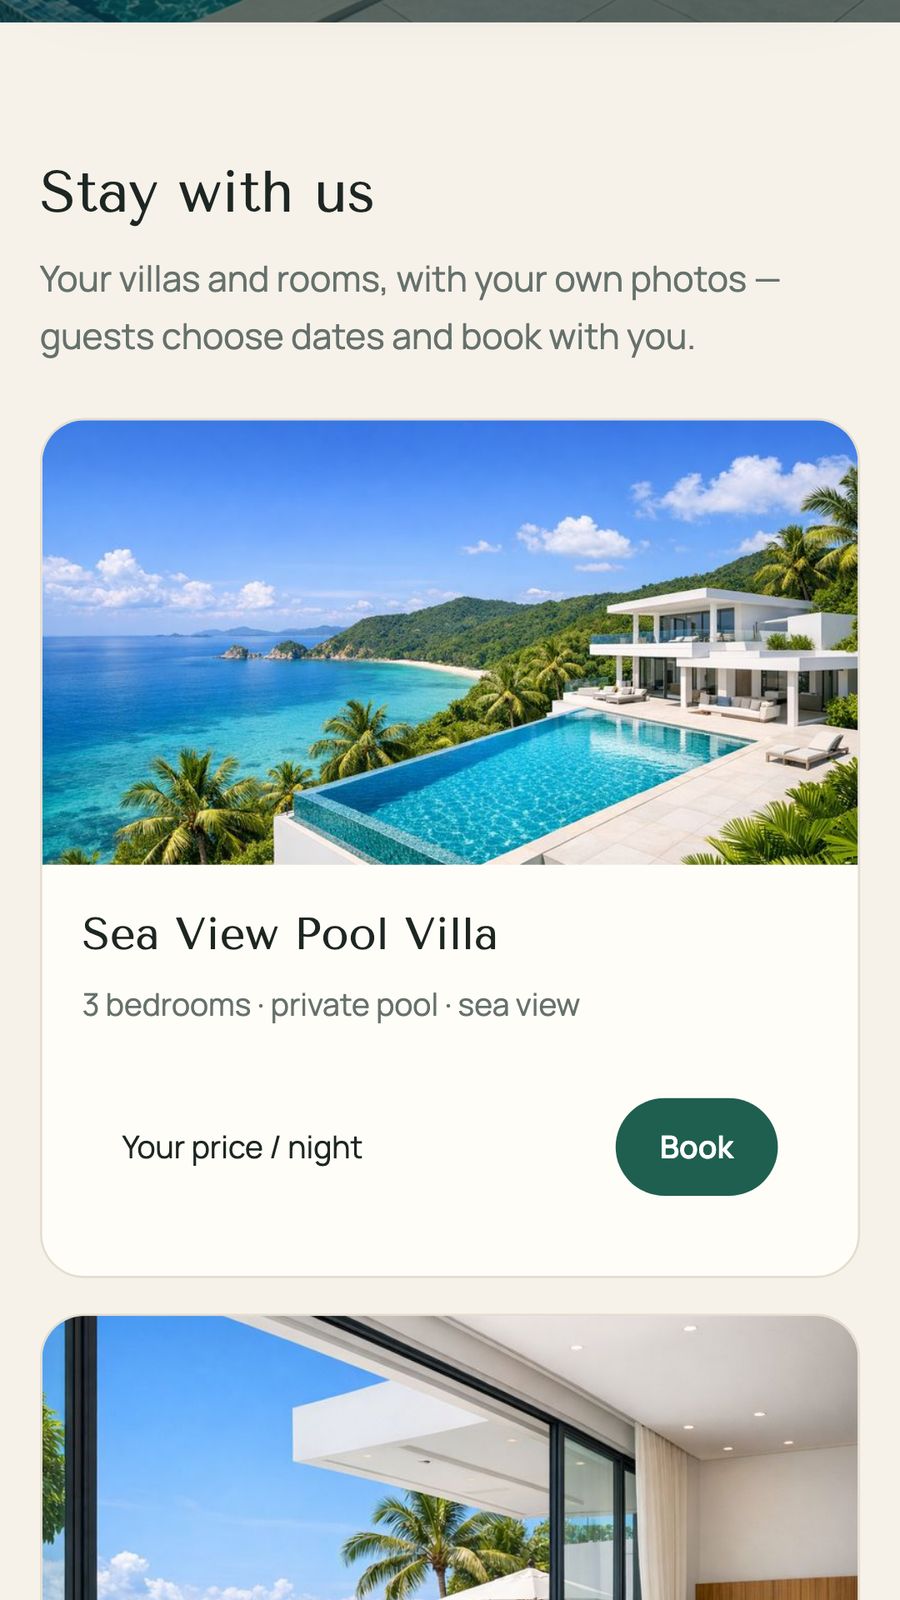 Stay with us
Your villas and rooms, with your own photos —
guests choose dates and book with you.
Sea View Pool Villa
3 bedrooms · private pool · sea view
Your price / night
Book